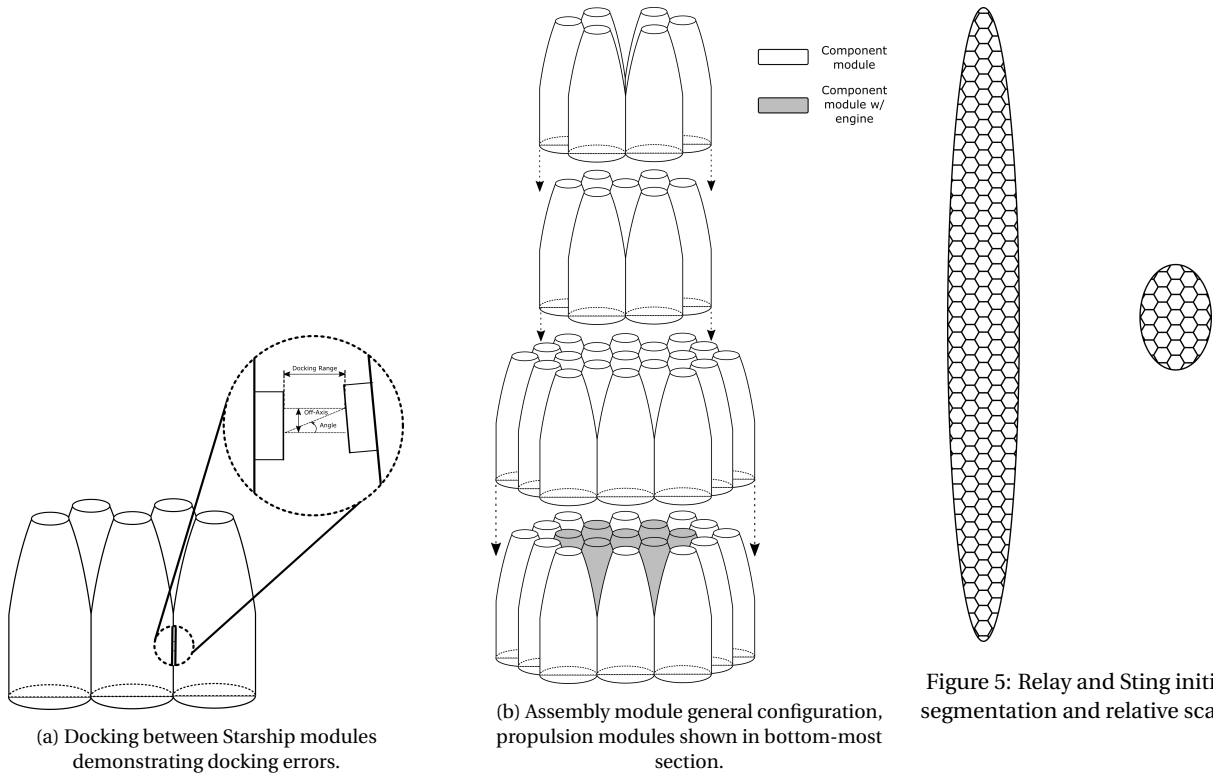 Docking Range
Off-Axis
Angle
(a) Docking between Starship modules
demonstrating docking errors.
Component
module
Component
module w/
engine
(b) Assembly module general configuration,
propulsion modules shown in bottom-most
section.
Figure 5: Relay and Sting initi
segmentation and relative sca